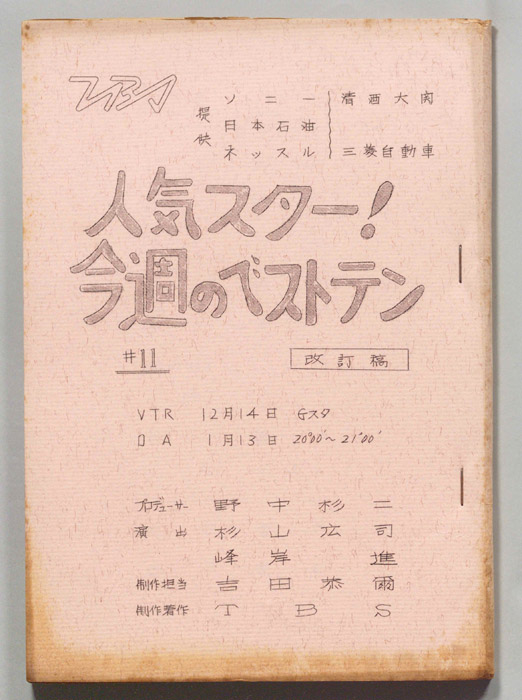 TBS
提供
ソニー 清酒大関
日本石油
ネッスル 三菱自動車
人気スター!
今週のベストテン
#11
改訂稿
VTR 12月14日 Gスタ
OA 1月13日 20°00'~21°00'
プロデューサー 野中杉二
演出 杉山広司
峰岸進
制作担当 吉田恭爾
制作著作 TBS